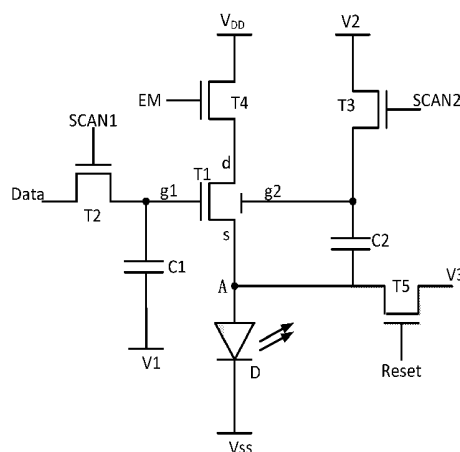 VDD
V2
EM
T4
T3
SCAN2
SCAN1
d
T1
Data
g1
g2
T2
s
C2
C1
A
T5
V3
V1
D
Reset
Vss